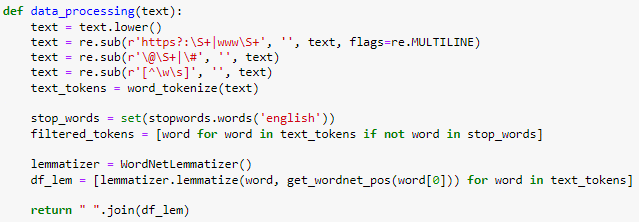 def data_processing(text):
    text = text.lower()
    text = re.sub(r'https?:\S+|www\S+', '', text, flags=re.MULTILINE)
    text = re.sub(r'\@\S+|\#', '', text)
    text = re.sub(r'[^\w\s]', '', text)
    text_tokens = word_tokenize(text)

    stop_words = set(stopwords.words('english'))
    filtered_tokens = [word for word in text_tokens if not word in stop_words]

    lemmatizer = WordNetLemmatizer()
    df_lem = [lemmatizer.lemmatize(word, get_wordnet_pos(word[0])) for word in text_tokens]

    return " ".join(df_lem)